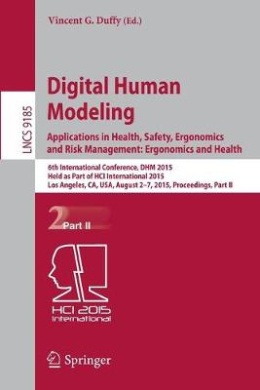 Vincent G. Duffy (Ed.)
LNCS 9185
Digital Human
Modeling
Applications in Health, Safety, Ergonomics
and Risk Management: Ergonomics and Health
6th International Conference, DHM 2015
Held as Part of HCI International 2015
Los Angeles, CA, USA, August 2–7, 2015, Proceedings, Part II
2
Part II
HCI 2015
International
Springer